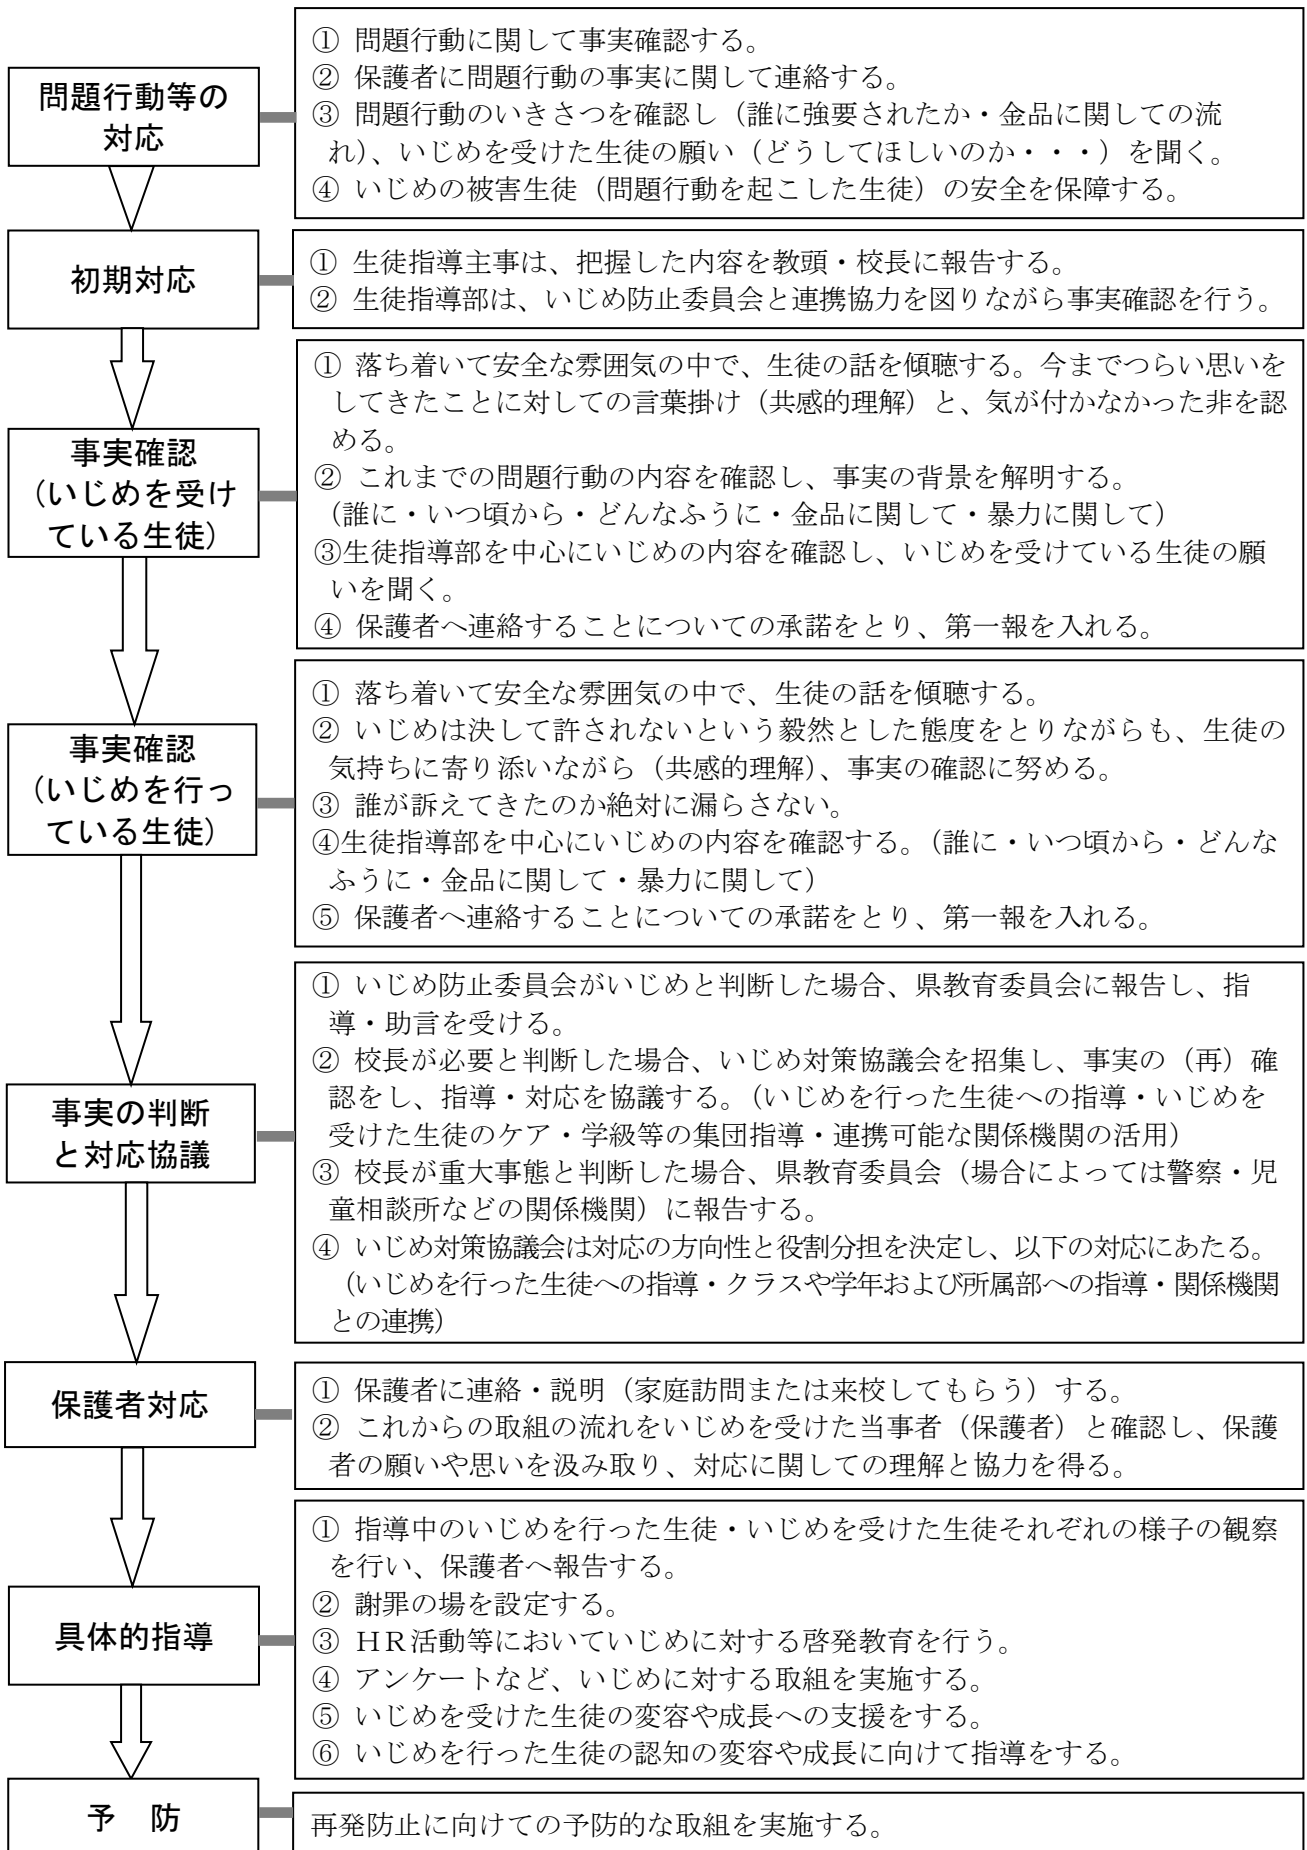 問題行動等の
対応
① 問題行動に関して事実確認する。
② 保護者に問題行動の事実に関して連絡する。
③ 問題行動のいきさつを確認し（誰に強要されたか・金品に関しての流
れ）、いじめを受けた生徒の願い（どうしてほしいのか・・・）を聞く。
④ いじめの被害生徒（問題行動を起こした生徒）の安全を保障する。
初期対応
① 生徒指導主事は、把握した内容を教頭・校長に報告する。
② 生徒指導部は、いじめ防止委員会と連携協力を図りながら事実確認を行う。
事実確認
（いじめを受け
ている生徒）
① 落ち着いて安全な雰囲気の中で、生徒の話を傾聴する。今までつらい思いを
してきたことに対しての言葉掛け（共感的理解）と、気が付かなかった非を認
める。
② これまでの問題行動の内容を確認し、事実の背景を解明する。
（誰に・いつ頃から・どんなふうに・金品に関して・暴力に関して）
③生徒指導部を中心にいじめの内容を確認し、いじめを受けている生徒の願
いを聞く。
④ 保護者へ連絡することについての承諾をとり、第一報を入れる。
事実確認
（いじめを行っ
ている生徒）
① 落ち着いて安全な雰囲気の中で、生徒の話を傾聴する。
② いじめは決して許されないという毅然とした態度をとりながらも、生徒の
気持ちに寄り添いながら（共感的理解）、事実の確認に努める。
③ 誰が訴えてきたのか絶対に漏らさない。
④生徒指導部を中心にいじめの内容を確認する。（誰に・いつ頃から・どんな
ふうに・金品に関して・暴力に関して）
⑤ 保護者へ連絡することについての承諾をとり、第一報を入れる。
事実の判断
と対応協議
① いじめ防止委員会がいじめと判断した場合、県教育委員会に報告し、指
導・助言を受ける。
② 校長が必要と判断した場合、いじめ対策協議会を招集し、事実の（再）確
認をし、指導・対応を協議する。（いじめを行った生徒への指導・いじめを
受けた生徒のケア・学級等の集団指導・連携可能な関係機関の活用）
③ 校長が重大事態と判断した場合、県教育委員会（場合によっては警察・児
童相談所などの関係機関）に報告する。
④ いじめ対策協議会は対応の方向性と役割分担を決定し、以下の対応にあたる。
（いじめを行った生徒への指導・クラスや学年および所属部への指導・関係機関
との連携）
保護者対応
① 保護者に連絡・説明（家庭訪問または来校してもらう）する。
② これからの取組の流れをいじめを受けた当事者（保護者）と確認し、保護
者の願いや思いを汲み取り、対応に関しての理解と協力を得る。
具体的指導
① 指導中のいじめを行った生徒・いじめを受けた生徒それぞれの様子の観察
を行い、保護者へ報告する。
② 謝罪の場を設定する。
③ ＨＲ活動等においていじめに対する啓発教育を行う。
④ アンケートなど、いじめに対する取組を実施する。
⑤ いじめを受けた生徒の変容や成長への支援をする。
⑥ いじめを行った生徒の認知の変容や成長に向けて指導をする。
予　防
再発防止に向けての予防的な取組を実施する。